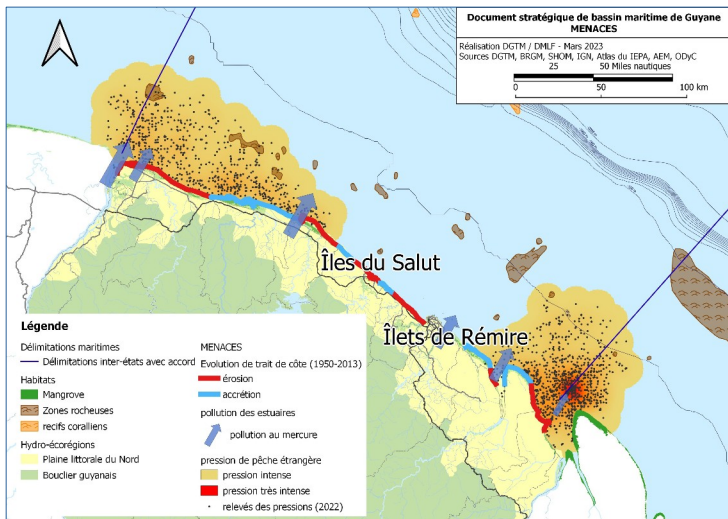 Document stratégique de bassin maritime de Guyane
MENACES
Réalisation DGTM / DMLF - Mars 2023
Sources DGTM, BRGM, SHOM, IGN, Atlas du IEPA, AEM, ODyC
25 50 Miles nautiques
0 50 100 km
Îles du Salut
Îlets de Rémire
Légende
Délimitations maritimes
Délimitations inter-états avec accord
Habitats
Mangrove
Zones rocheuses
recifs coralliens
Hydro-écorégions
Plaine littorale du Nord
Bouclier guyanais
MENACES
Evolution de trait de côte (1950-2013)
érosion
accrétion
pollution des estuaires
pollution au mercure
pression de pêche étrangère
pression intense
pression très intense
relevés des pressions (2022)